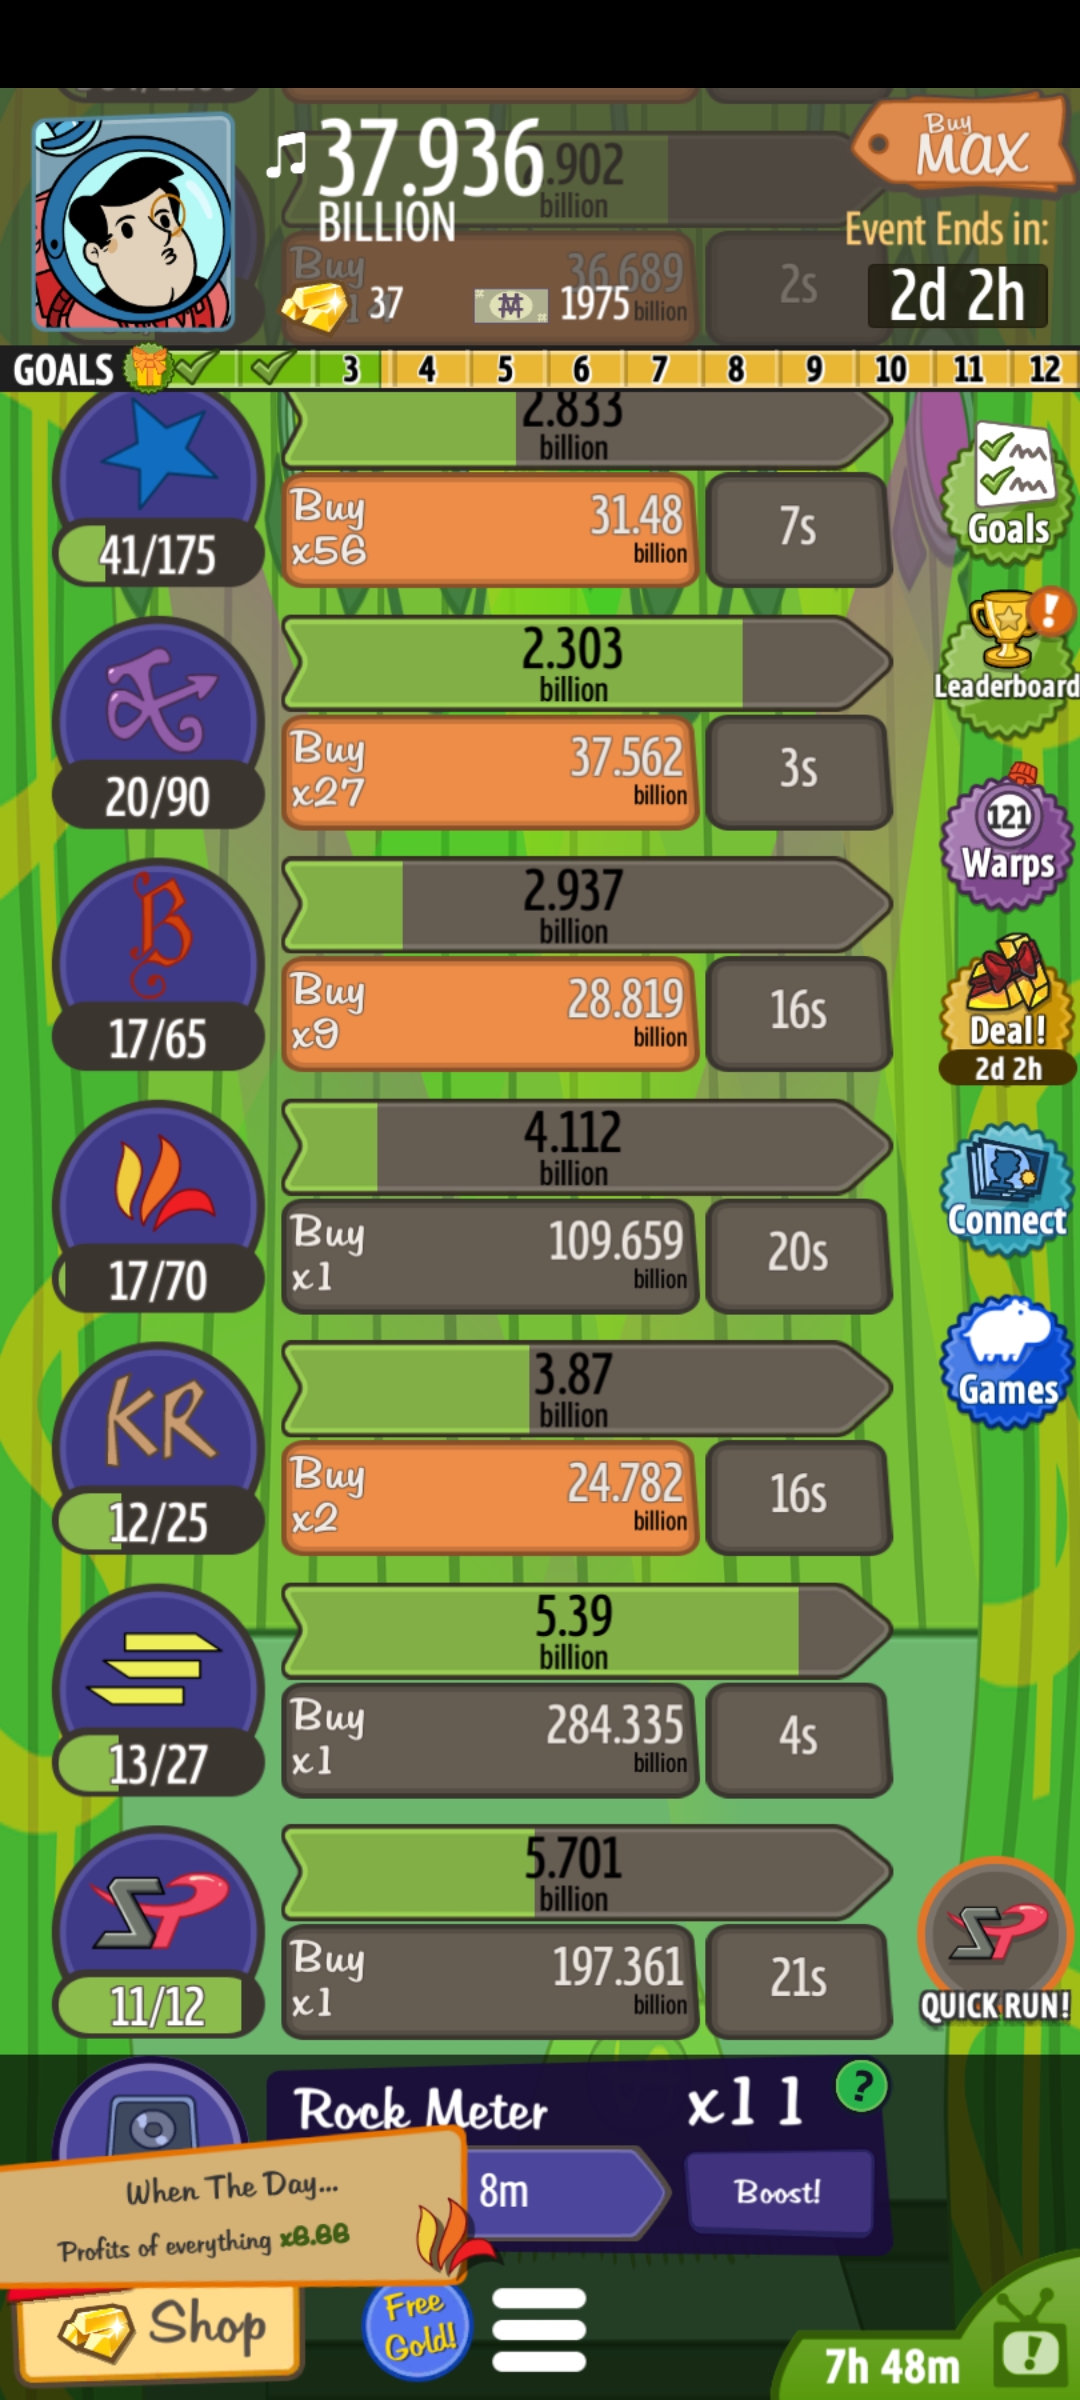 37.936
BILLION
.902
billion
Buy
MAX
Event Ends in:
2d 2h
Buy
36.689
billion
2s
37
1975
GOALS
3
4
5
6
7
8
9
10
11
12
2.833
billion
41/175
Buy
x56
31.48
billion
7s
Goals
2.303
billion
20/90
Buy
x27
37.562
billion
3s
Leaderboard
2.937
billion
17/65
Buy
x9
28.819
billion
16s
121
Warps
Deal!
2d 2h
4.112
billion
17/70
Buy
x1
109.659
billion
20s
Connect
KR
3.87
billion
12/25
Buy
x2
24.782
billion
16s
Games
5.39
billion
13/27
Buy
x1
284.335
billion
4s
SP
5.701
billion
11/12
Buy
x1
197.361
billion
21s
SP
QUICK RUN!
Rock Meter
x11
?
8m
Boost!
When The Day...
Profits of everything x8.88
Shop
Free
Gold!
7h 48m